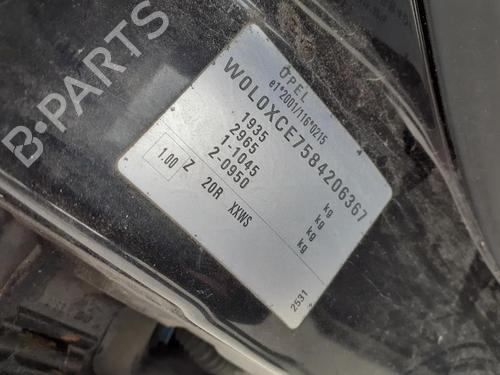 B-PARTS
OPEL
e1*2001/116*0215
4
W0L0XCE7584206367
1935 kg
2965 kg
1-1045 kg
2-0950 kg
1.00 Z 20R XXWS
2531